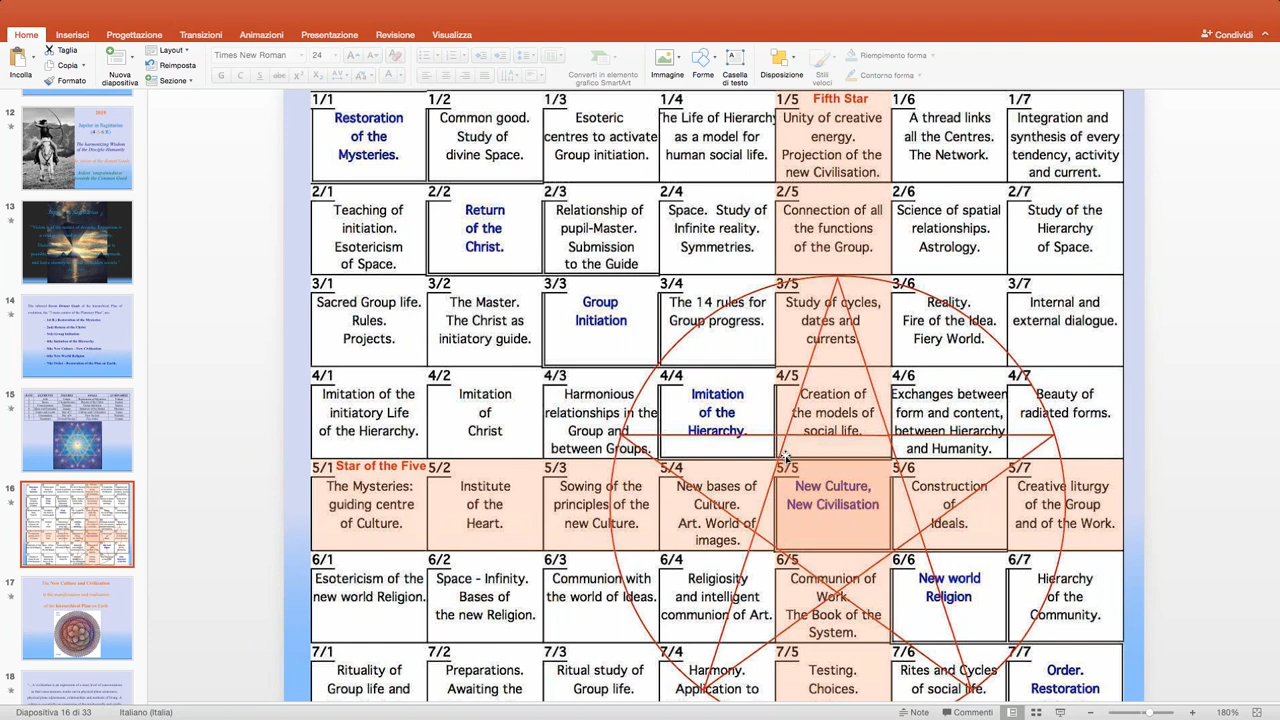 Home Inserisci Progettazione Transizioni Animazioni Presentazione Revisione Visualizza Condividi
Incolla Taglia Copia Formato Nuova diapositiva Layout Reimposta Sezione Times New Roman 24 Converti in elemento grafico SmartArt Immagine Forme Casella di testo Disposizione Stili veloci Riempimento forma Contorno forma
12
2019
Jupiter in Sagittarius
13
14
15
16
17
The New Culture and Civilisation
18
1/1
Restoration
of the
Mysteries.
1/2
Common good.
Study of
divine Space.
1/3
Esoteric
centres to activate
Group initiation.
1/4
The Life of Hierarchy
as a model for
human social life.
1/5 Fifth Star
Unity of creative
energy.
Projection of the
new Civilisation.
1/6
A thread links
all the Centres.
The Network.
1/7
Integration and
synthesis of every
tendency, activity
and current.
2/1
Teaching of
initiation.
Esotericism
of Space.
2/2
Return
of the
Christ.
2/3
Relationship of
pupil-Master.
Submission
to the Guide
2/4
Space. Study of
Infinite reality.
Symmetries.
2/5
Connection of all
the functions
of the Group.
2/6
Science of spatial
relationships.
Astrology.
2/7
Study of the
Hierarchy
of Space.
3/1
Sacred Group life.
Rules.
Projects.
3/2
The Master.
The Christ as
initiatory guide.
3/3
Group
Initiation
3/4
The 14 rules for
Group progress.
3/5
Study of cycles,
dates and
currents.
3/6
Reality.
Fire of the Idea.
Fiery World.
3/7
Internal and
external dialogue.
4/1
Imitation of the
initiatory Life
of the Hierarchy.
4/2
Imitation
of
Christ
4/3
Harmonious
relationships in the
Group and
between Groups.
4/4
Imitation
of the
Hierarchy.
4/5
Creation of
the models of
social life.
4/6
Exchanges between
form and content,
between Hierarchy
and Humanity.
4/7
Beauty of
radiated forms.
5/1 Star of the Five
The Mysteries:
guiding centre
of Culture.
5/2
Institute
of the
Heart.
5/3
Sowing of the
principles of the
new Culture.
5/4
New bases
Culture.
Art. World of
images.
5/5
New Culture,
New Civilisation
5/6
Construction
of
Ideals.
5/7
Creative liturgy
of the Group
and of the Work.
6/1
Esotericism of the
new world Religion.
6/2
Space - Infinity.
Bases of
the new Religion.
6/3
Communion with
the world of Ideas.
6/4
Religious
and intelligent
communion of Art.
6/5
Communion of
Work.
The Book of the
System.
6/6
New world
Religion
6/7
Hierarchy
of the
Community.
7/1
Rituality of
Group life and
7/2
Preparations.
Awaiting the
7/3
Ritual study of
Group life.
7/4
Harmony
Application to
7/5
Testing.
Choices.
7/6
Rites and Cycles
of social life.
7/7
Order.
Restoration
Diapositiva 16 di 33 Italiano (Italia) Note Commenti 180%